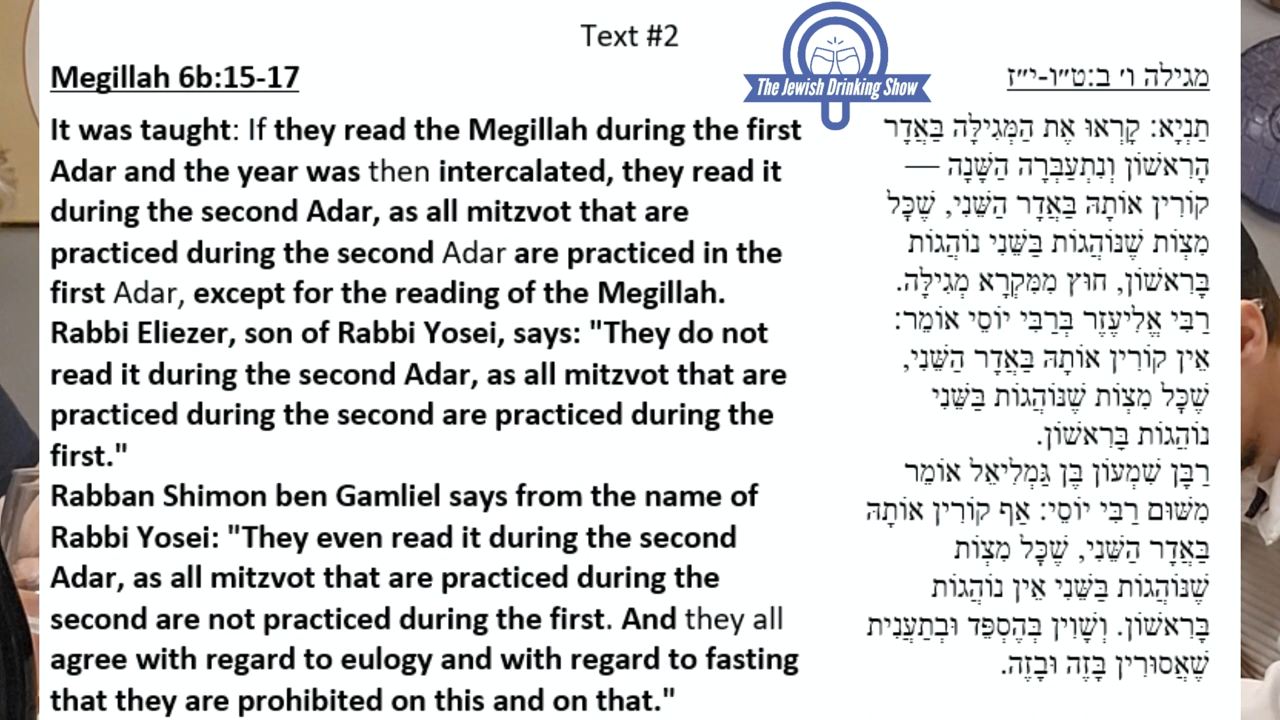 Text #2
The Jewish Drinking Show
Megillah 6b:15-17
It was taught: If they read the Megillah during the first
Adar and the year was then intercalated, they read it
during the second Adar, as all mitzvot that are
practiced during the second Adar are practiced in the
first Adar, except for the reading of the Megillah.
Rabbi Eliezer, son of Rabbi Yosei, says: "They do not
read it during the second Adar, as all mitzvot that are
practiced during the second are practiced during the
first."
Rabban Shimon ben Gamliel says from the name of
Rabbi Yosei: "They even read it during the second
Adar, as all mitzvot that are practiced during the
second are not practiced during the first. And they all
agree with regard to eulogy and with regard to fasting
that they are prohibited on this and on that."
מגילה ו׳ ב:ט״ו-י״ז
תַּנְיָא: קָרְאוּ אֶת הַמְּגִילָּה בַּאֲדָר
הָרִאשׁוֹן וְנִתְעַבְּרָה הַשָּׁנָה —
קוֹרִין אוֹתָהּ בַּאֲדָר הַשֵּׁנִי, שֶׁכׇּל
מִצְוֹת שֶׁנּוֹהֲגוֹת בַּשֵּׁנִי נוֹהֲגוֹת
בָּרִאשׁוֹן, חוּץ מִמִּקְרָא מְגִילָּה.
רַבִּי אֱלִיעֶזֶר בְּרַבִּי יוֹסֵי אוֹמֵר:
אֵין קוֹרִין אוֹתָהּ בַּאֲדָר הַשֵּׁנִי,
שֶׁכׇּל מִצְוֹת שֶׁנּוֹהֲגוֹת בַּשֵּׁנִי
נוֹהֲגוֹת בָּרִאשׁוֹן.
רַבָּן שִׁמְעוֹן בֶּן גַּמְלִיאֵל אוֹמֵר
מִשּׁוּם רַבִּי יוֹסֵי: אַף קוֹרִין אוֹתָהּ
בַּאֲדָר הַשֵּׁנִי, שֶׁכׇּל מִצְוֹת
שֶׁנּוֹהֲגוֹת בַּשֵּׁנִי אֵין נוֹהֲגוֹת
בָּרִאשׁוֹן. וְשָׁוִין בְּהֶסְפֵּד וּבְתַעֲנִית
שֶׁאֲסוּרִין בָּזֶה וּבָזֶה.